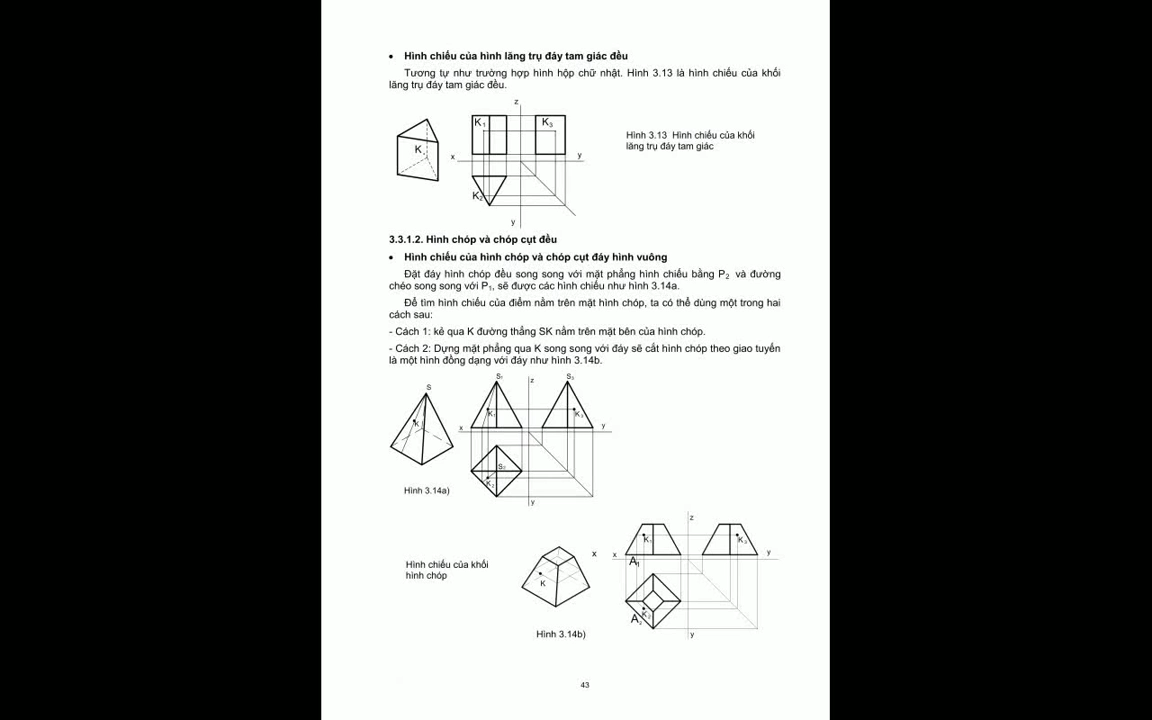 • Hình chiếu của hình lăng trụ đáy tam giác đều
Tương tự như trường hợp hình hộp chữ nhật. Hình 3.13 là hình chiếu của khối
lăng trụ đáy tam giác đều.
z
K1
K3
K
x
y
Hình 3.13 Hình chiếu của khối
lăng trụ đáy tam giác
K2
y
3.3.1.2. Hình chóp và chóp cụt đều
• Hình chiếu của hình chóp và chóp cụt đáy hình vuông
Đặt đáy hình chóp đều song song với mặt phẳng hình chiếu bằng P2 và đường
chéo song song với P1, sẽ được các hình chiếu như hình 3.14a.
Để tìm hình chiếu của điểm nằm trên mặt hình chóp, ta có thể dùng một trong hai
cách sau:
- Cách 1: kẻ qua K đường thẳng SK nằm trên mặt bên của hình chóp.
- Cách 2: Dựng mặt phẳng qua K song song với đáy sẽ cắt hình chóp theo giao tuyến
là một hình đồng dạng với đáy như hình 3.14b.
S
S1
z
S3
K
K1
K3
x
y
S2
K2
Hình 3.14a)
y
z
K1
K3
x
x
y
A1
Hình chiếu của khối
hình chóp
K
A2
K2
Hình 3.14b)
y
43